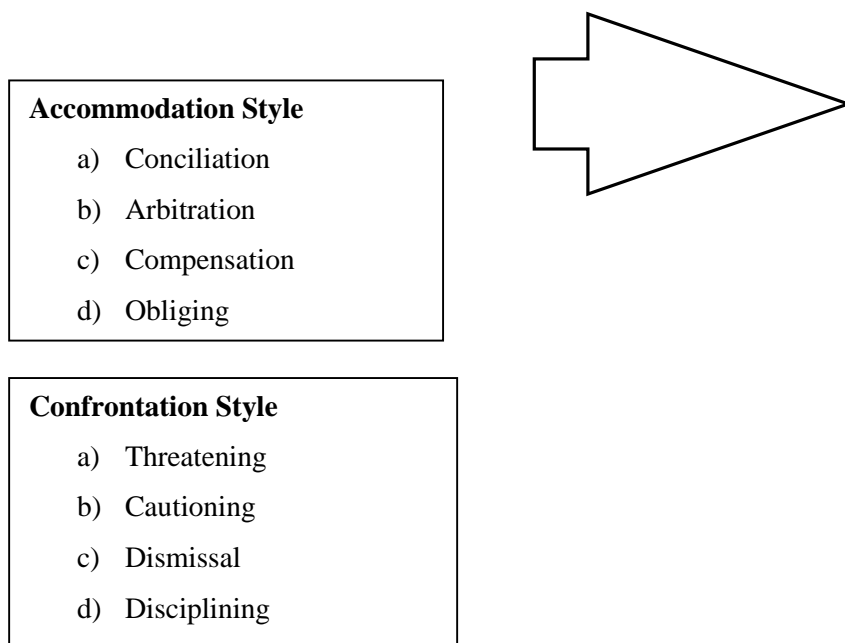 Accommodation Style
a) Conciliation
b) Arbitration
c) Compensation
d) Obliging
Confrontation Style
a) Threatening
b) Cautioning
c) Dismissal
d) Disciplining